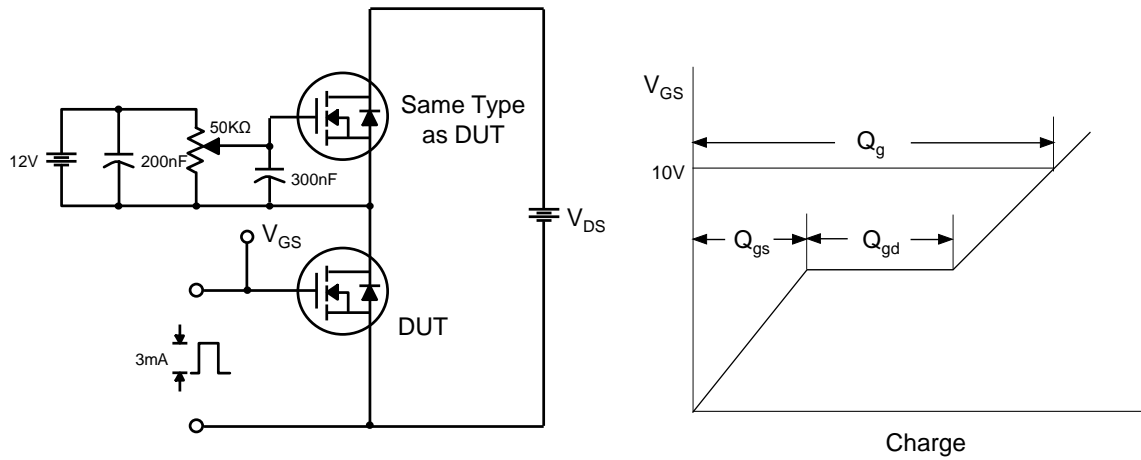 12V
200nF
50KΩ
300nF
Same Type
as DUT
V_DS
V_GS
DUT
3mA
V_GS
Q_g
10V
Q_gs
Q_gd
Charge